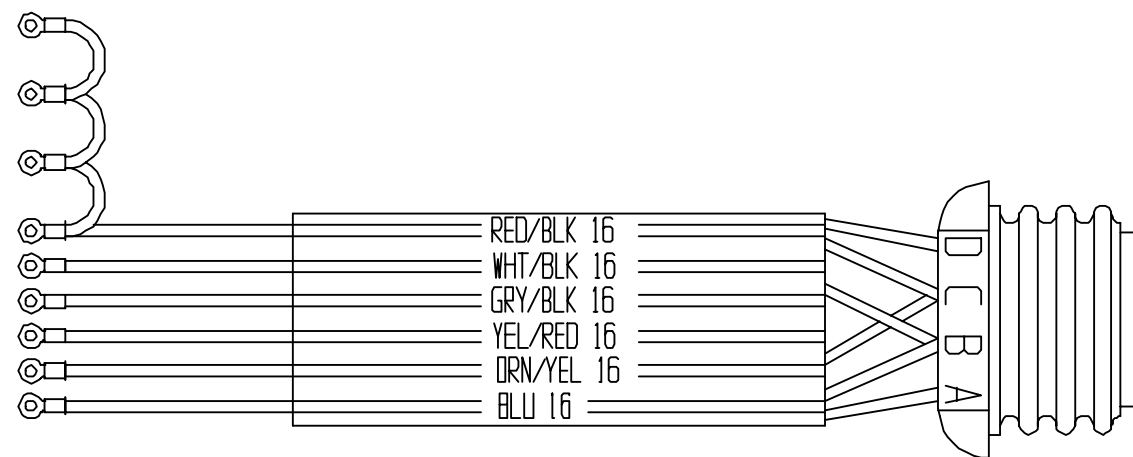 RED/BLK 16
WHT/BLK 16
GRY/BLK 16
YEL/RED 16
ORN/YEL 16
BLU 16
D
C
B
A